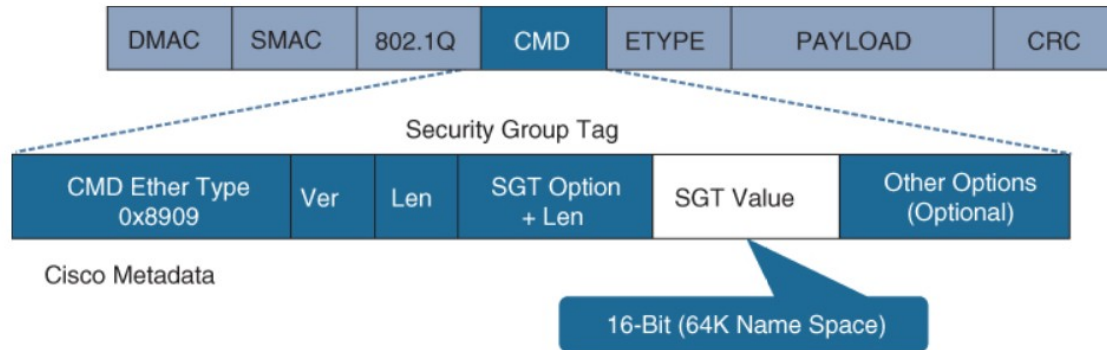 DMAC SMAC 802.1Q CMD ETYPE PAYLOAD CRC
Security Group Tag
CMD Ether Type
0x8909
Ver
Len
SGT Option
+ Len
SGT Value
Other Options
(Optional)
Cisco Metadata
16-Bit (64K Name Space)